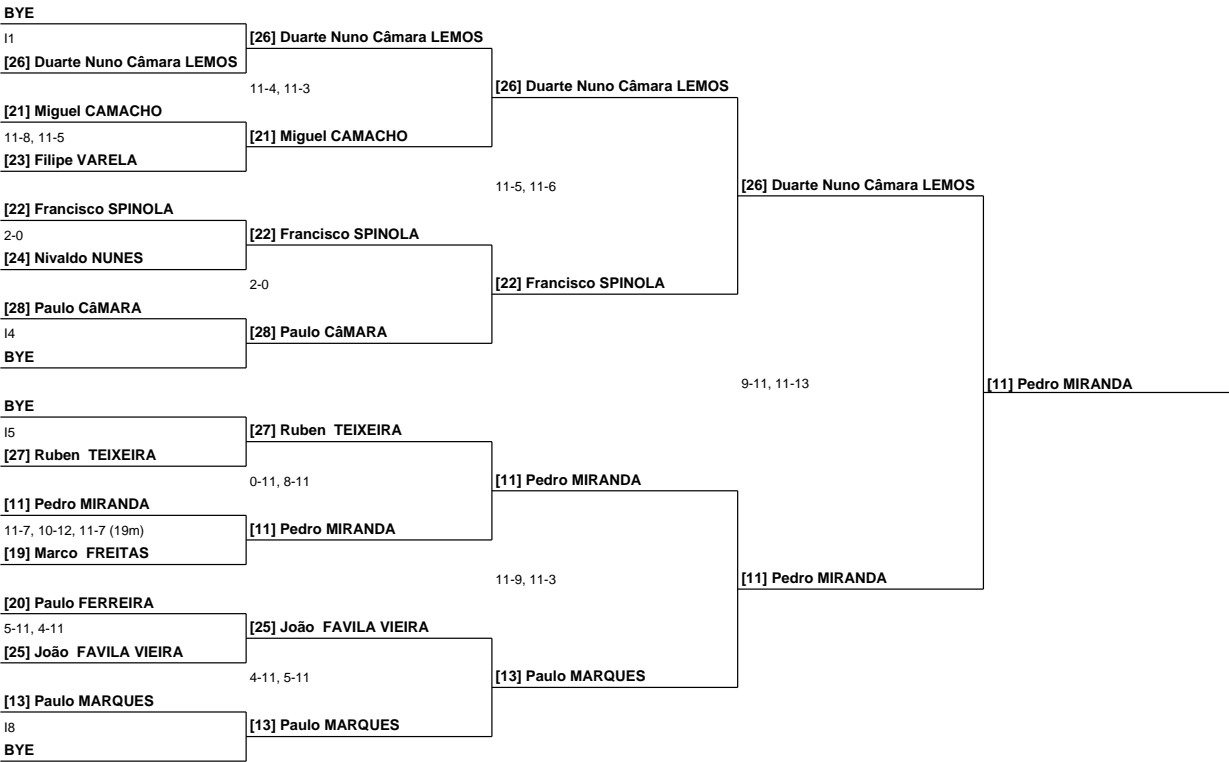 BYE
I1
[26] Duarte Nuno Câmara LEMOS
[21] Miguel CAMACHO
11-8, 11-5
[23] Filipe VARELA
[22] Francisco SPINOLA
2-0
[24] Nivaldo NUNES
[28] Paulo CâMARA
I4
BYE
BYE
I5
[27] Ruben  TEIXEIRA
[11] Pedro MIRANDA
11-7, 10-12, 11-7 (19m)
[19] Marco  FREITAS
[20] Paulo FERREIRA
5-11, 4-11
[25] João  FAVILA VIEIRA
[13] Paulo MARQUES
I8
BYE
[26] Duarte Nuno Câmara LEMOS
11-4, 11-3
[21] Miguel CAMACHO
[22] Francisco SPINOLA
2-0
[28] Paulo CâMARA
[27] Ruben  TEIXEIRA
0-11, 8-11
[11] Pedro MIRANDA
[25] João  FAVILA VIEIRA
4-11, 5-11
[13] Paulo MARQUES
[26] Duarte Nuno Câmara LEMOS
11-5, 11-6
[22] Francisco SPINOLA
[11] Pedro MIRANDA
11-9, 11-3
[13] Paulo MARQUES
[26] Duarte Nuno Câmara LEMOS
9-11, 11-13
[11] Pedro MIRANDA
[11] Pedro MIRANDA